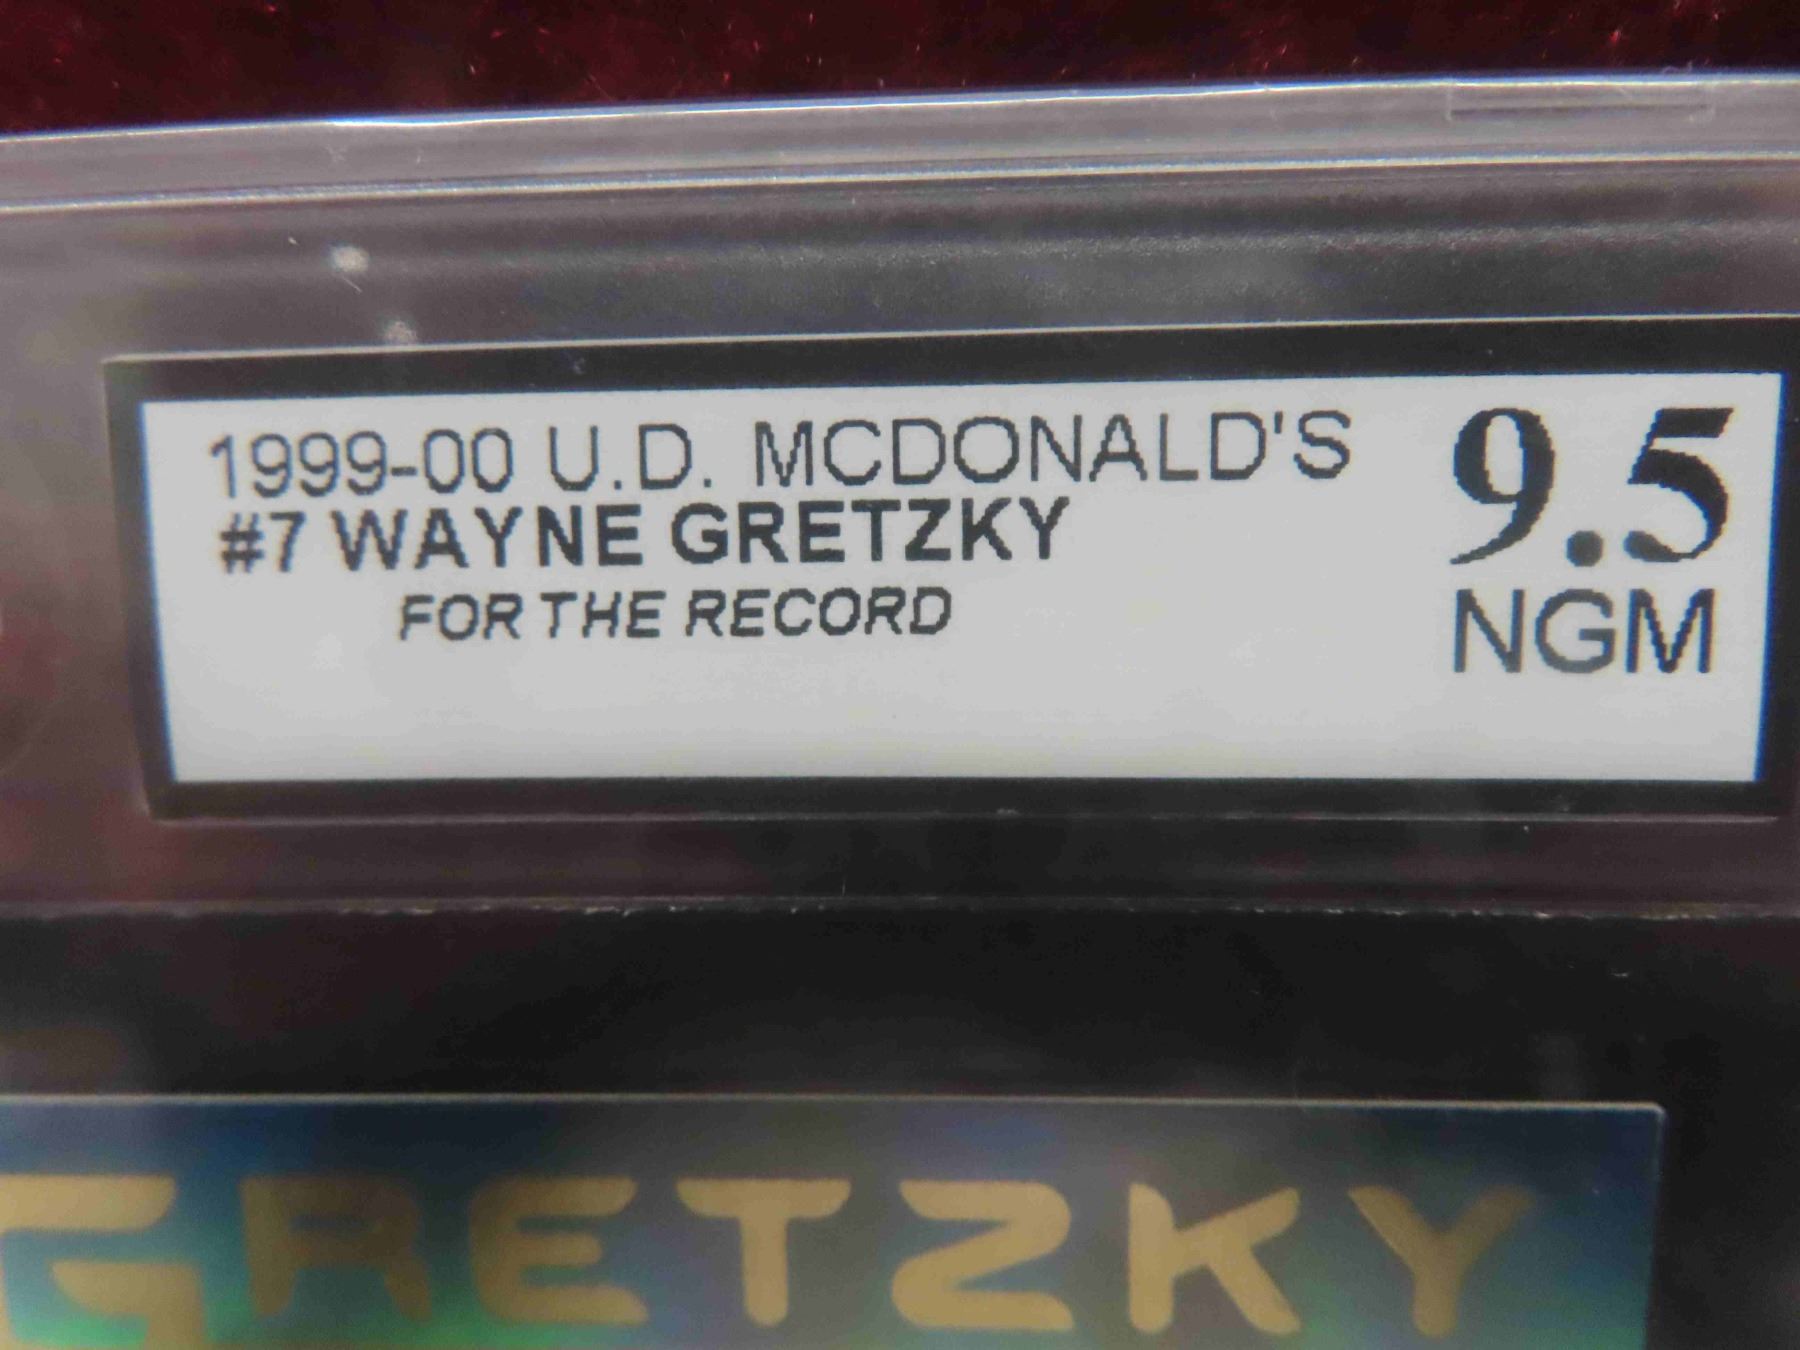 1999-00 U.D. MCDONALD'S 9.5
#7 WAYNE GRETZKY
FOR THE RECORD NGM
GRETZKY